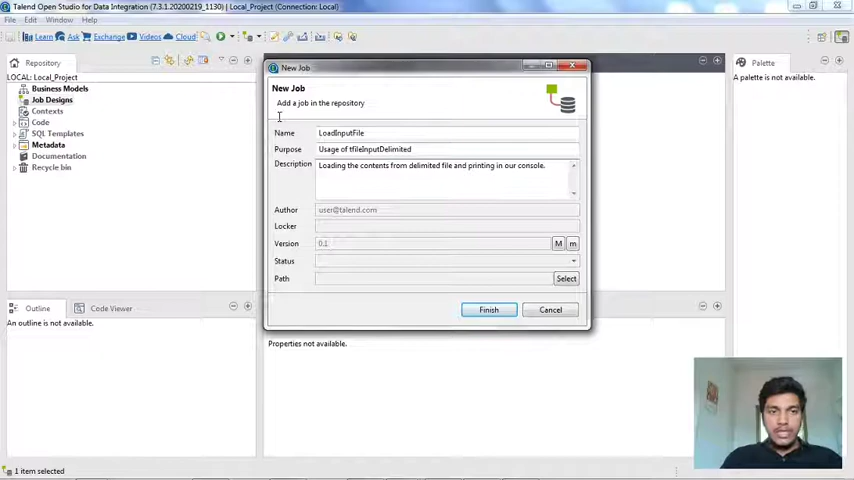 Talend Open Studio for Data Integration (7.3.1.20200219_1130) | Local_Project (Connection: Local)
File Edit Window Help
Learn Ask Exchange Videos Cloud
Repository
LOCAL: Local_Project
Business Models
Job Designs
Contexts
Code
SQL Templates
Metadata
Documentation
Recycle bin
New Job
New Job
Add a job in the repository
Name LoadInputFile
Purpose Usage of tfileInputDelimited
Description Loading the contents from delimited file and printing in our console.
Author user@talend.com
Locker
Version 0.1 M m
Status
Path Select
Finish Cancel
Palette
A palette is not available.
Outline Code Viewer
An outline is not available.
Properties not available.
1 item selected